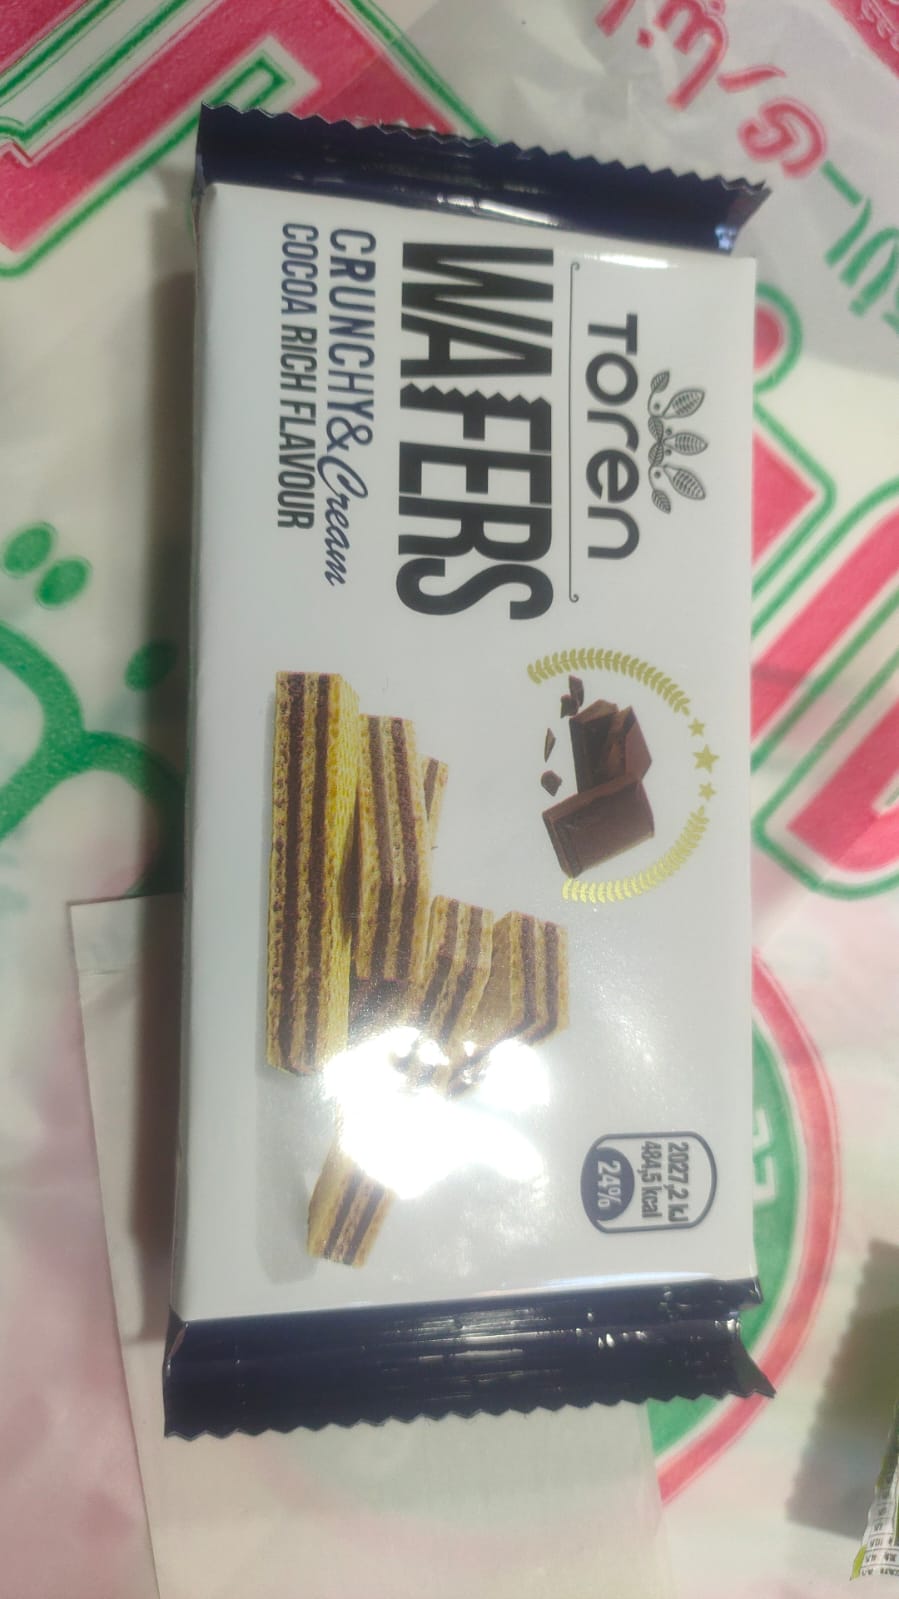 Toren
WAFERS
CRUNCHY & Cream
COCOA RICH FLAVOUR
2027,2 kJ
484,5 kcal
24%